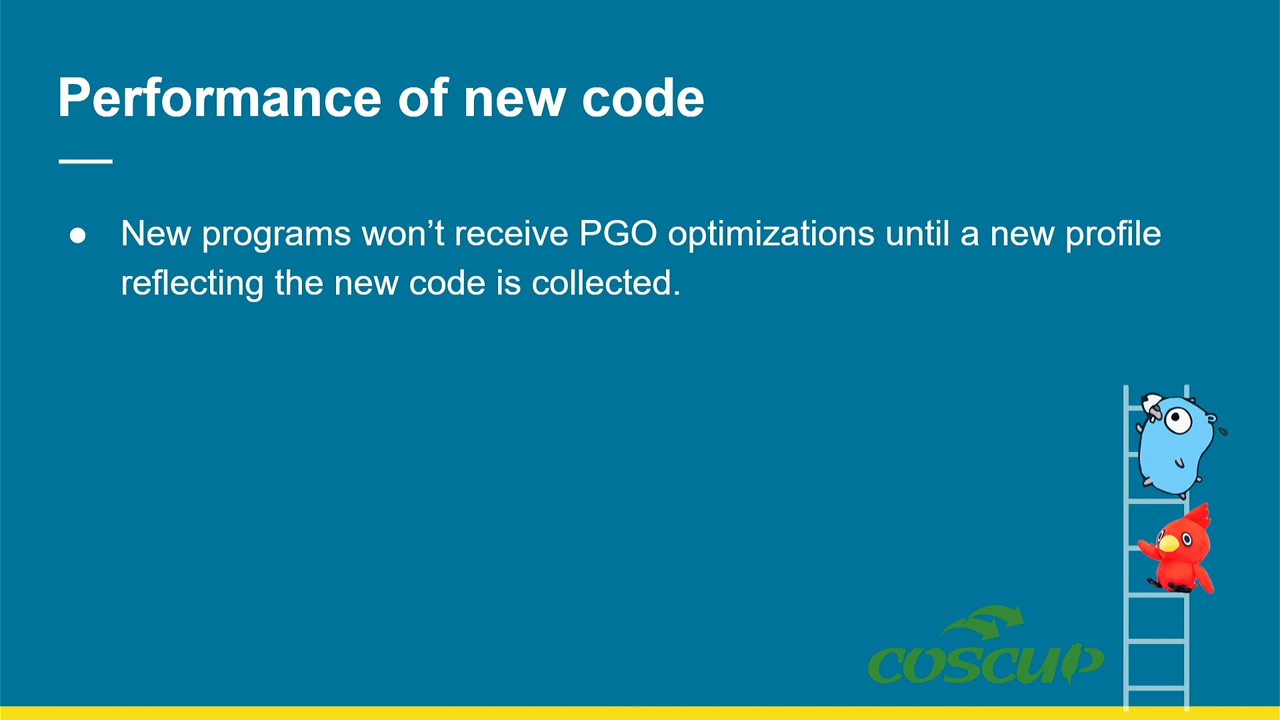 Performance of new code
● New programs won’t receive PGO optimizations until a new profile
reflecting the new code is collected.
COSCUP